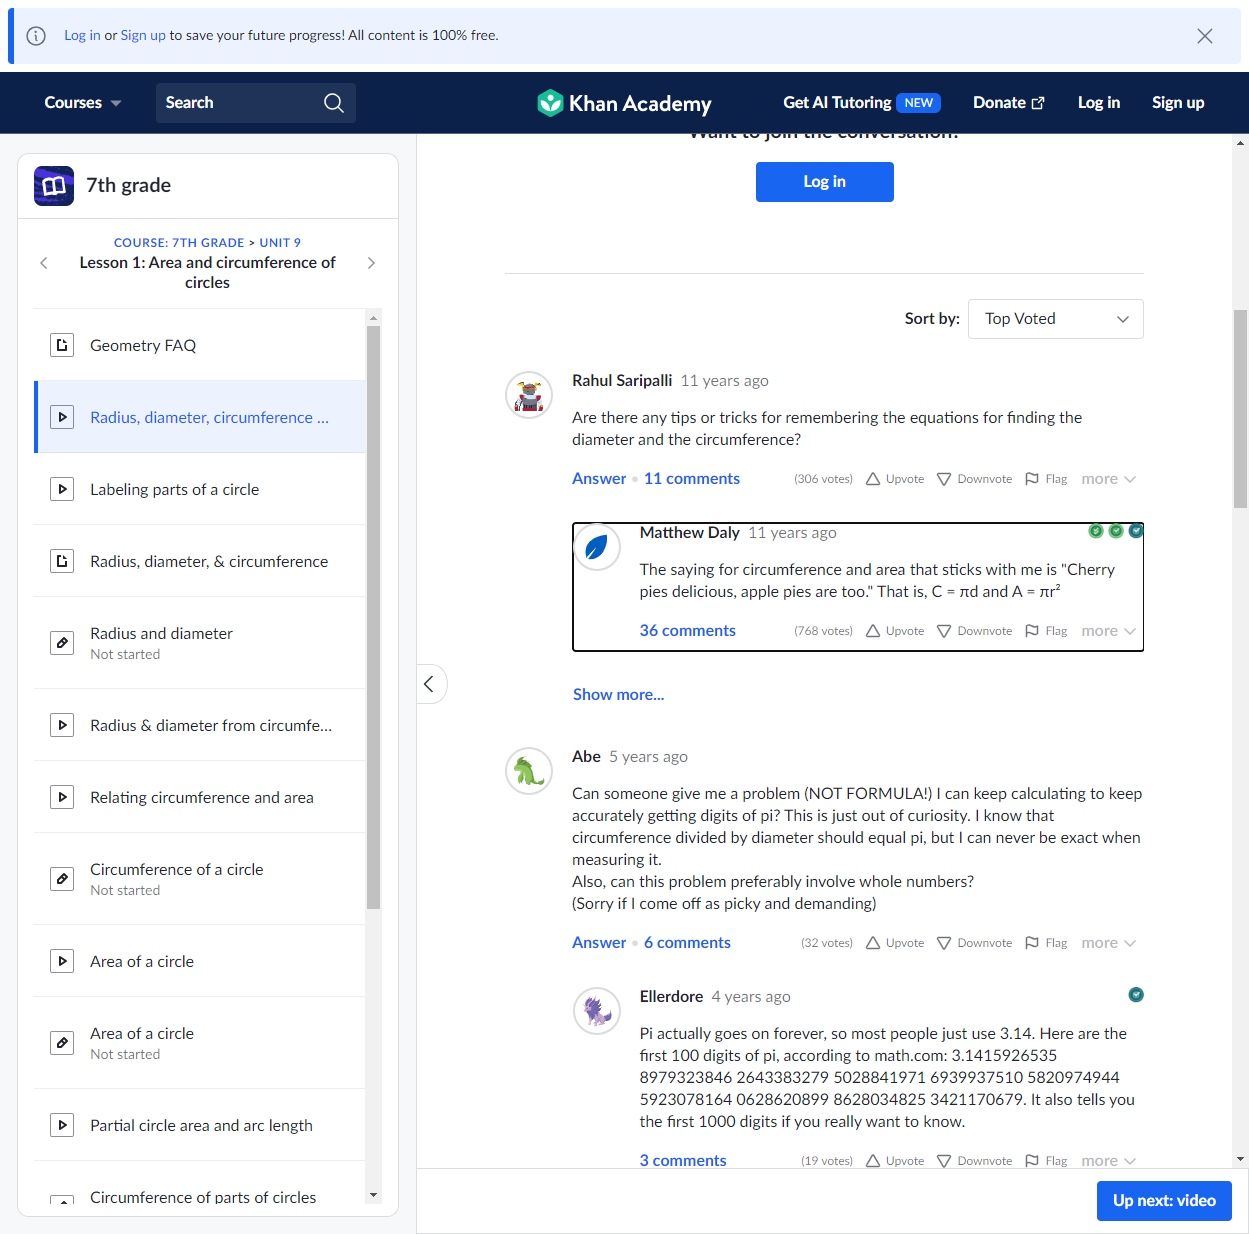 Log in or Sign up to save your future progress! All content is 100% free.
Courses
Search
Khan Academy
Get AI Tutoring NEW
Donate
Log in
Sign up
7th grade
COURSE: 7TH GRADE > UNIT 9
Lesson 1: Area and circumference of
circles
Geometry FAQ
Radius, diameter, circumference ...
Labeling parts of a circle
Radius, diameter, & circumference
Radius and diameter
Not started
Radius & diameter from circumfe...
Relating circumference and area
Circumference of a circle
Not started
Area of a circle
Area of a circle
Not started
Partial circle area and arc length
Circumference of parts of circles
Want to join the conversation?
Log in
Sort by: Top Voted
Rahul Saripalli 11 years ago
Are there any tips or tricks for remembering the equations for finding the
diameter and the circumference?
Answer • 11 comments (306 votes) Upvote Downvote Flag more
Matthew Daly 11 years ago
The saying for circumference and area that sticks with me is "Cherry
pies delicious, apple pies are too." That is, C = πd and A = πr²
36 comments (768 votes) Upvote Downvote Flag more
Show more...
Abe 5 years ago
Can someone give me a problem (NOT FORMULA!) I can keep calculating to keep
accurately getting digits of pi? This is just out of curiosity. I know that
circumference divided by diameter should equal pi, but I can never be exact when
measuring it.
Also, can this problem preferably involve whole numbers?
(Sorry if I come off as picky and demanding)
Answer • 6 comments (32 votes) Upvote Downvote Flag more
Ellerdore 4 years ago
Pi actually goes on forever, so most people just use 3.14. Here are the
first 100 digits of pi, according to math.com: 3.1415926535
8979323846 2643383279 5028841971 6939937510 5820974944
5923078164 0628620899 8628034825 3421170679. It also tells you
the first 1000 digits if you really want to know.
3 comments (19 votes) Upvote Downvote Flag more
Up next: video